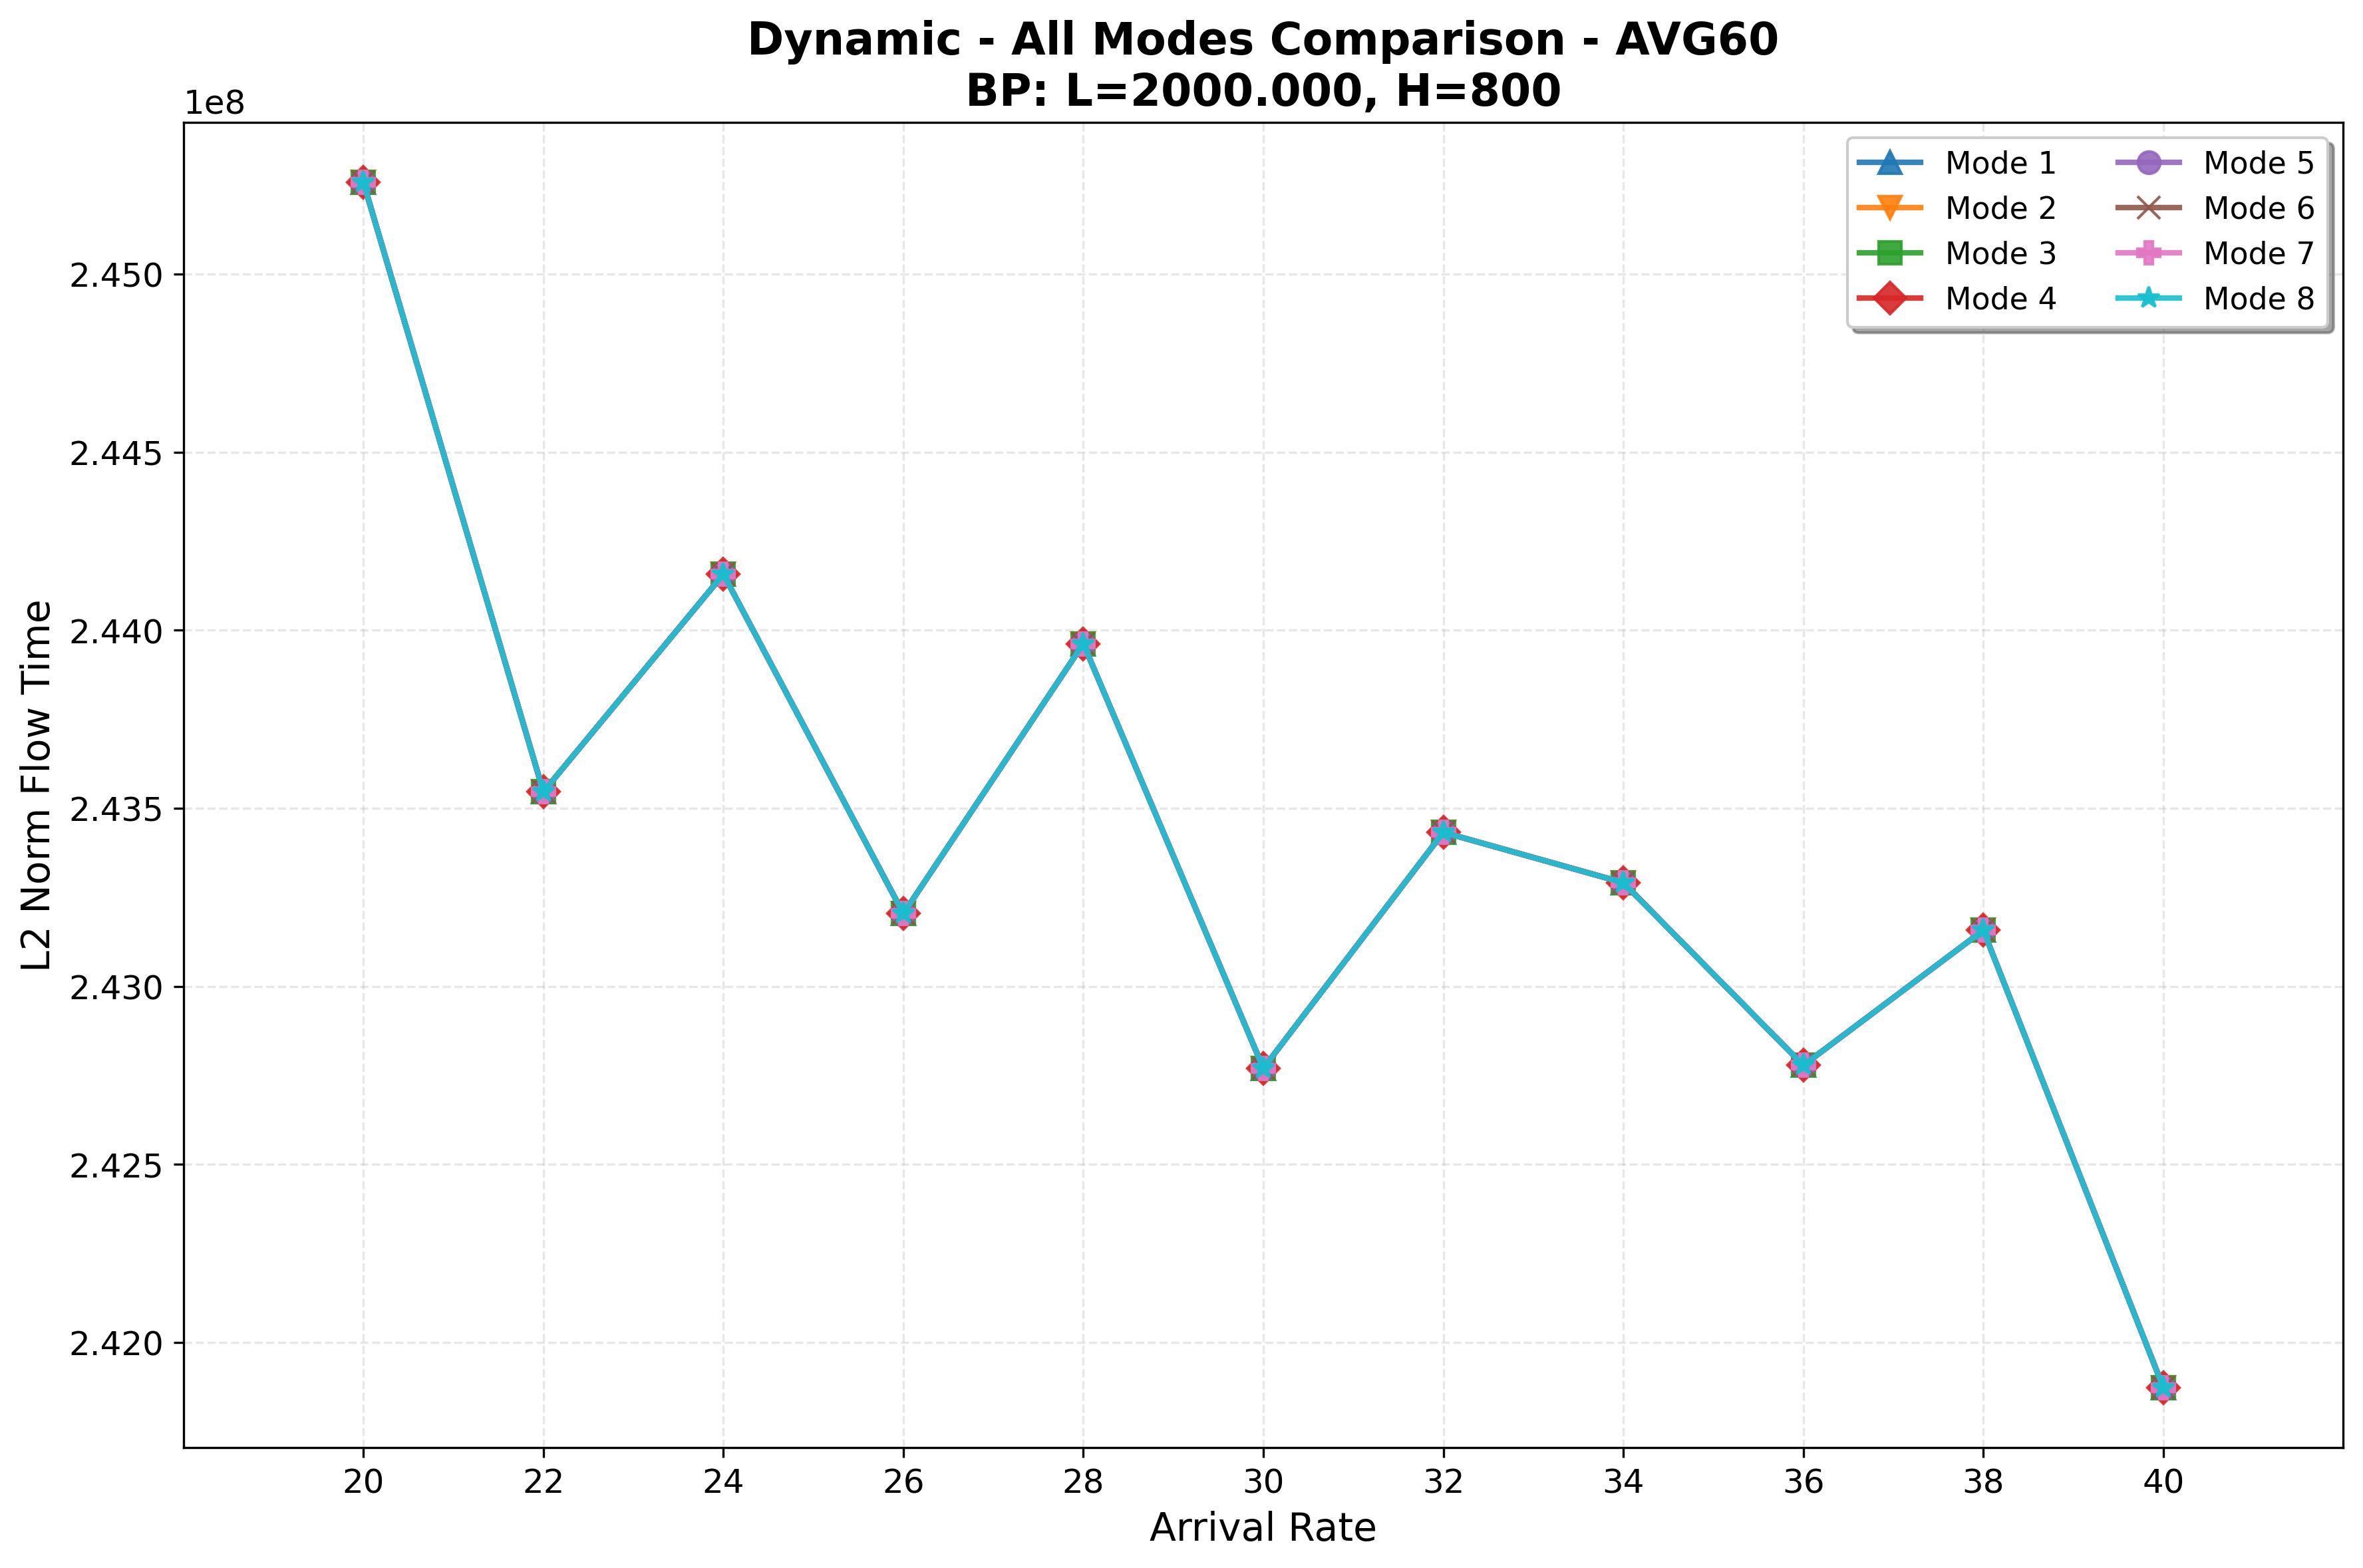 Dynamic - All Modes Comparison - AVG60
BP: L=2000.000, H=800
1e8
Mode 1
Mode 2
Mode 3
Mode 4
Mode 5
Mode 6
Mode 7
Mode 8
L2 Norm Flow Time
2.450
2.445
2.440
2.435
2.430
2.425
2.420
20 22 24 26 28 30 32 34 36 38 40
Arrival Rate